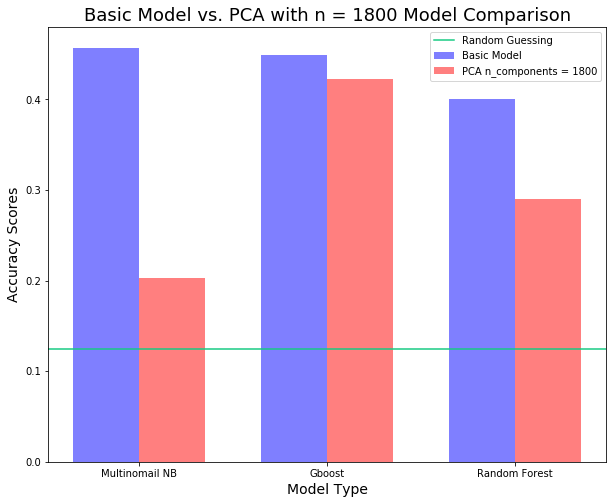 Basic Model vs. PCA with n = 1800 Model Comparison
Random Guessing
Basic Model
PCA n_components = 1800
Accuracy Scores
0.4
0.3
0.2
0.1
0.0
Multinomail NB
Gboost
Random Forest
Model Type